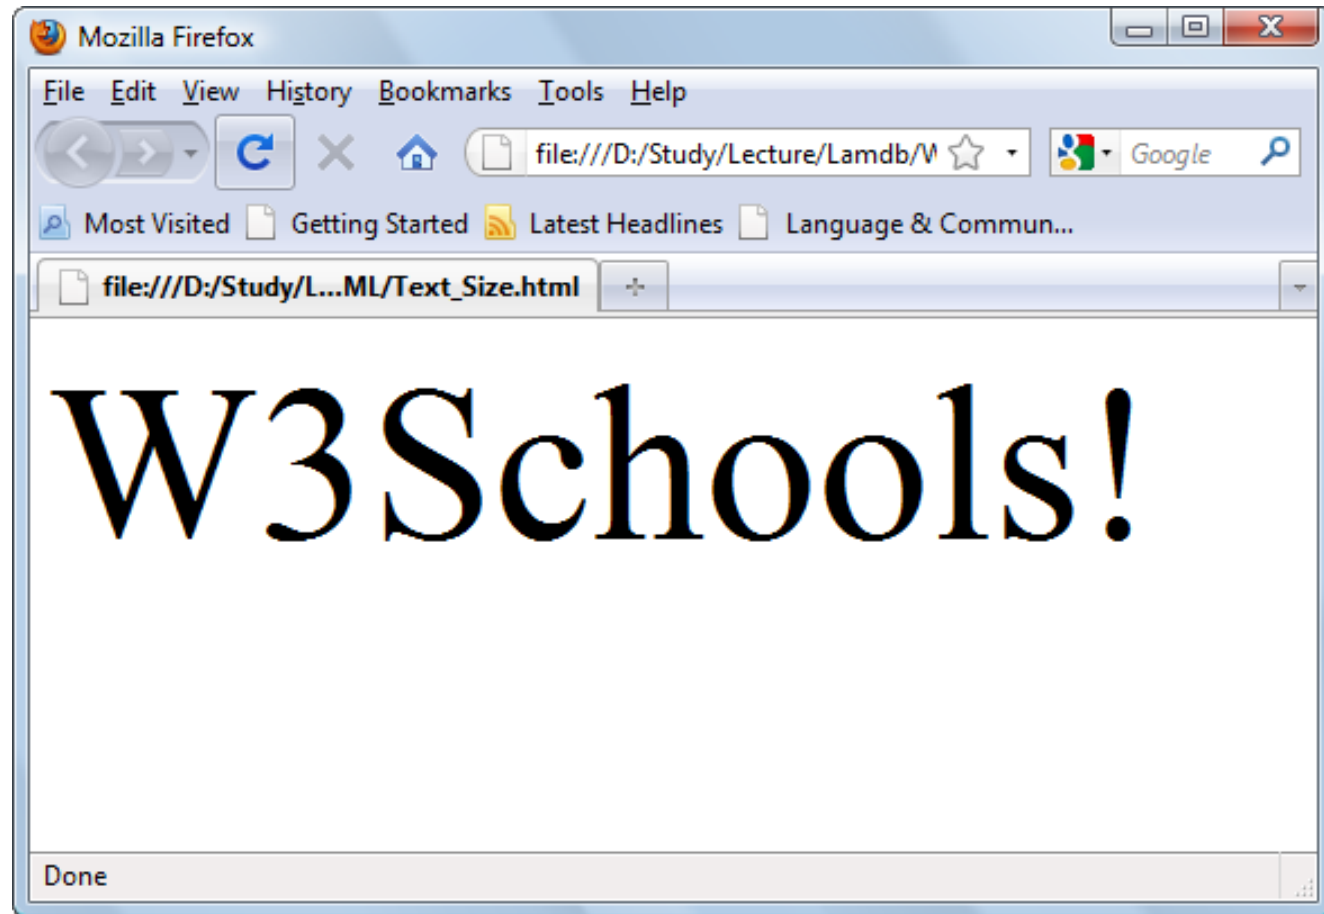 Mozilla Firefox
File Edit View History Bookmarks Tools Help
file:///D:/Study/Lecture/Lamdb/W Google
Most Visited Getting Started Latest Headlines Language & Commun...
file:///D:/Study/L...ML/Text_Size.html
W3Schools!
Done